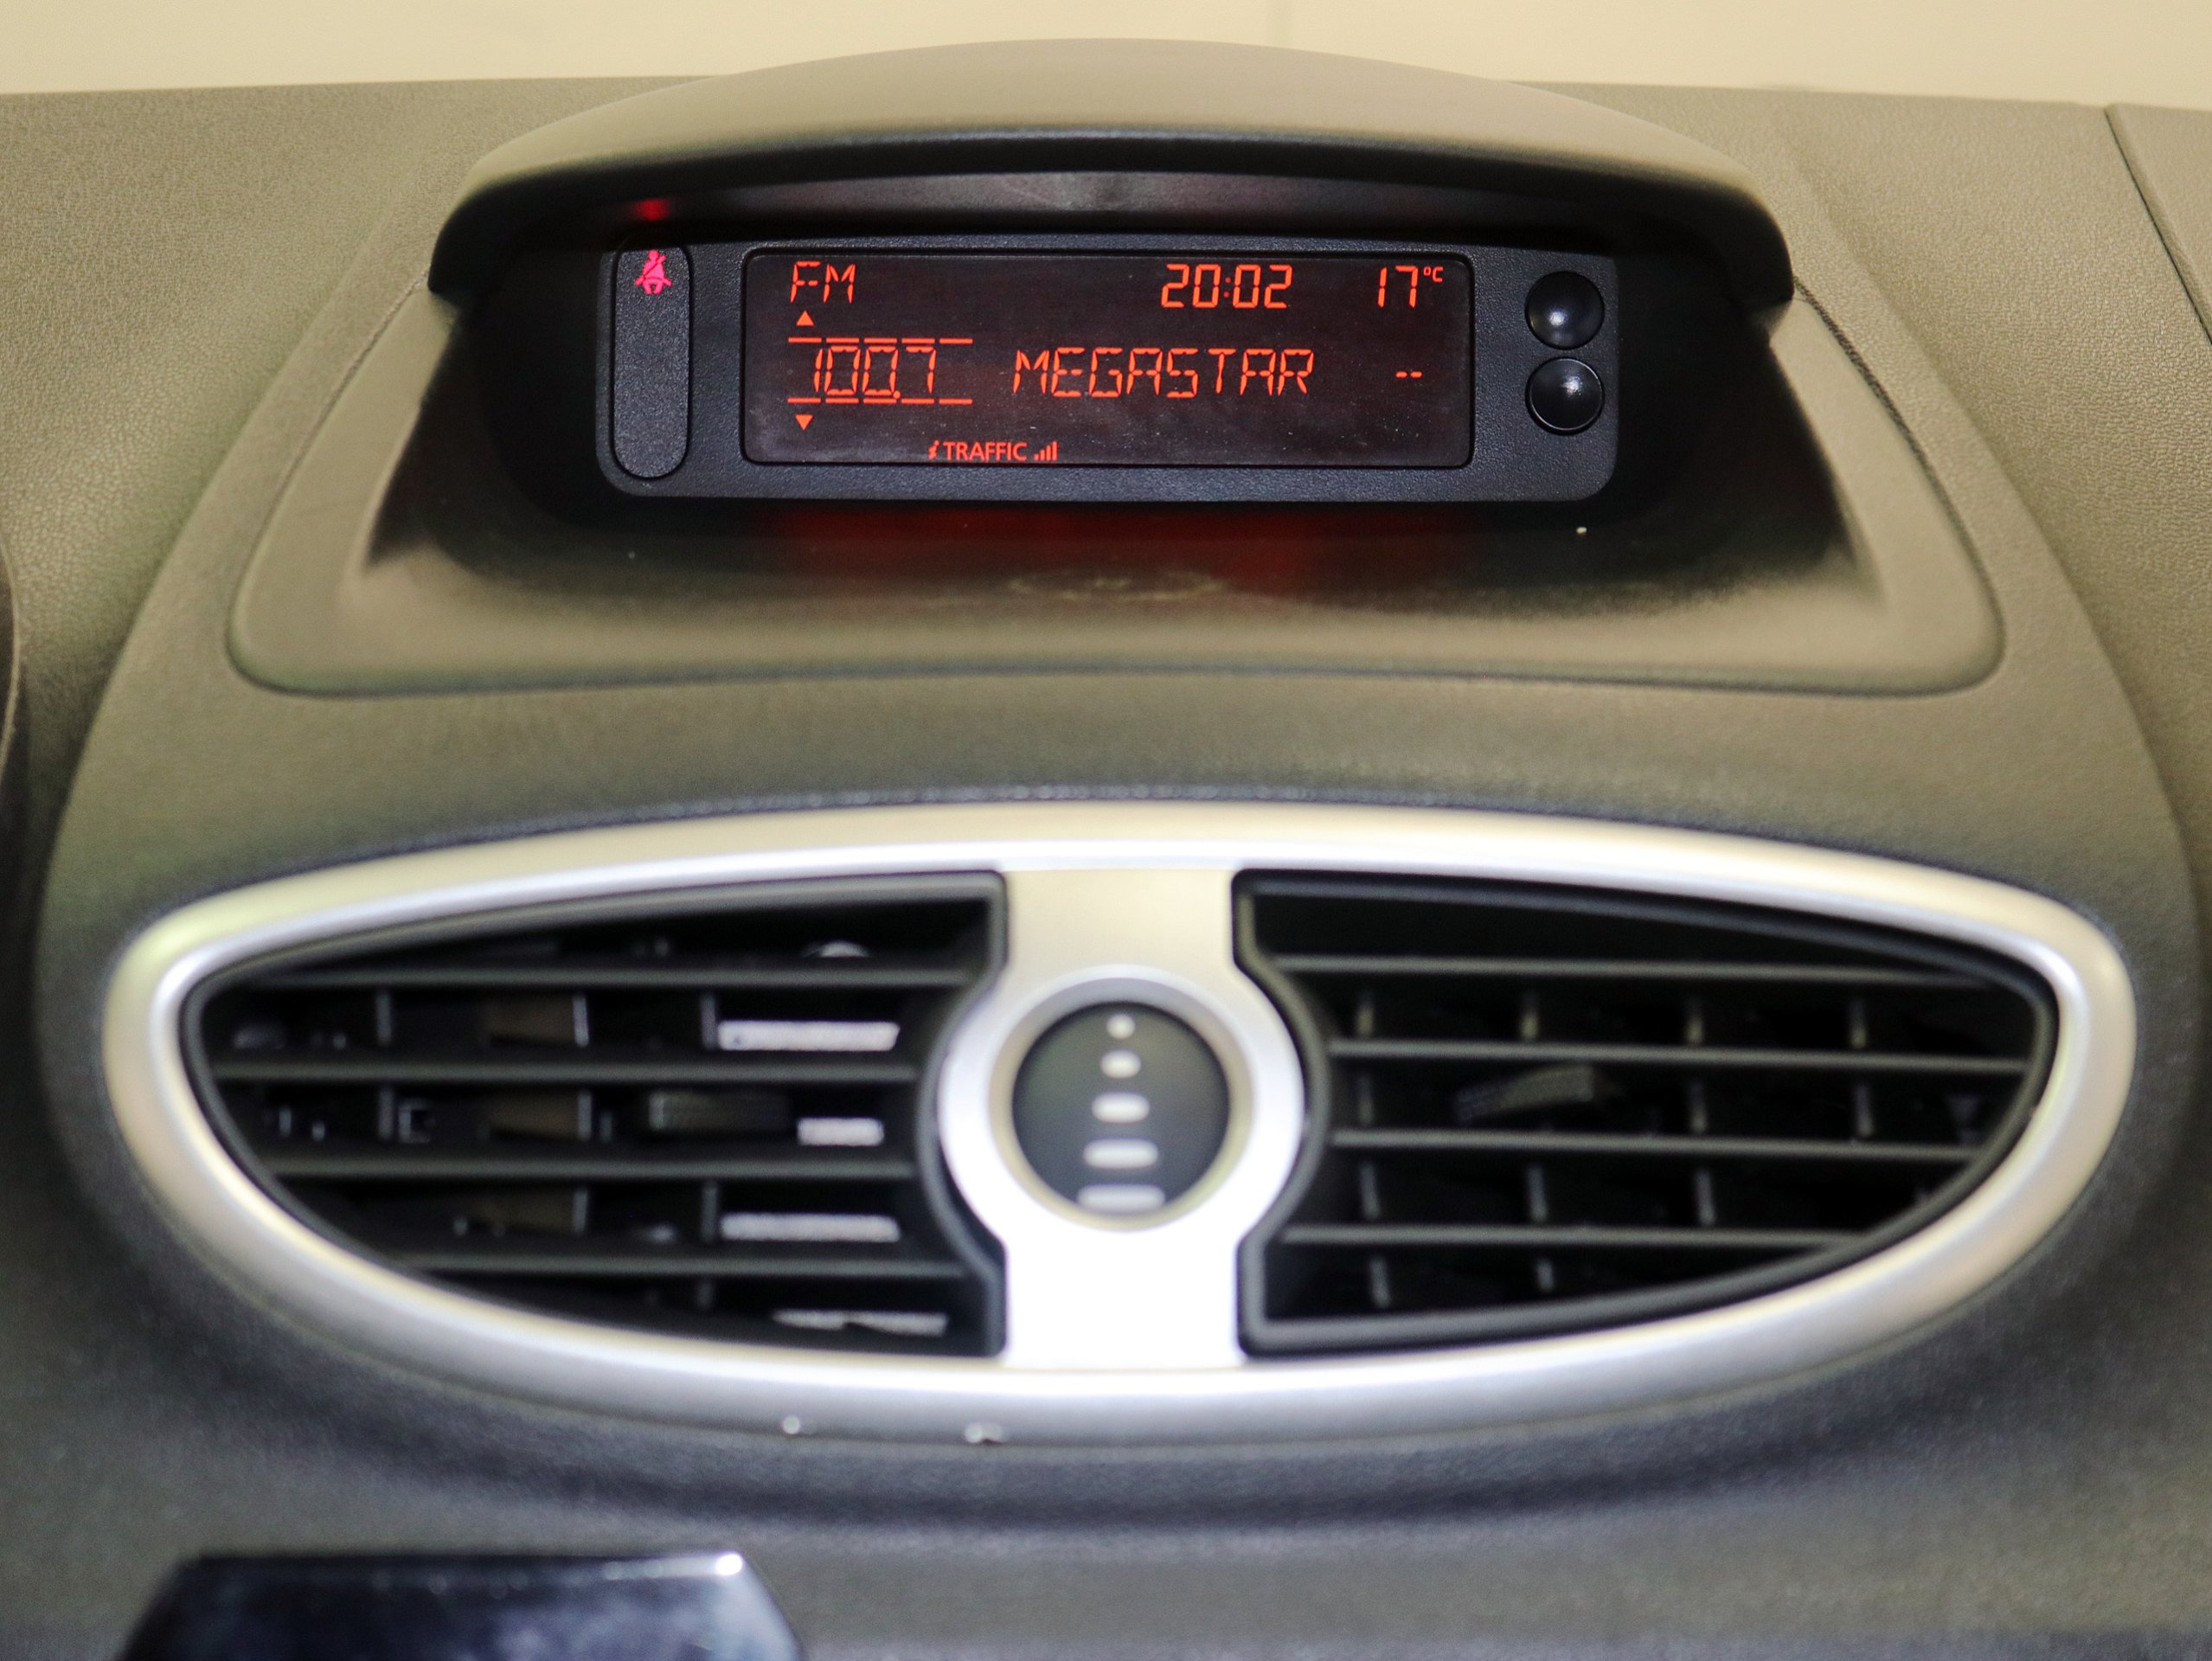 FM 20:02 17°C
100.7 MEGASTAR --
i TRAFFIC